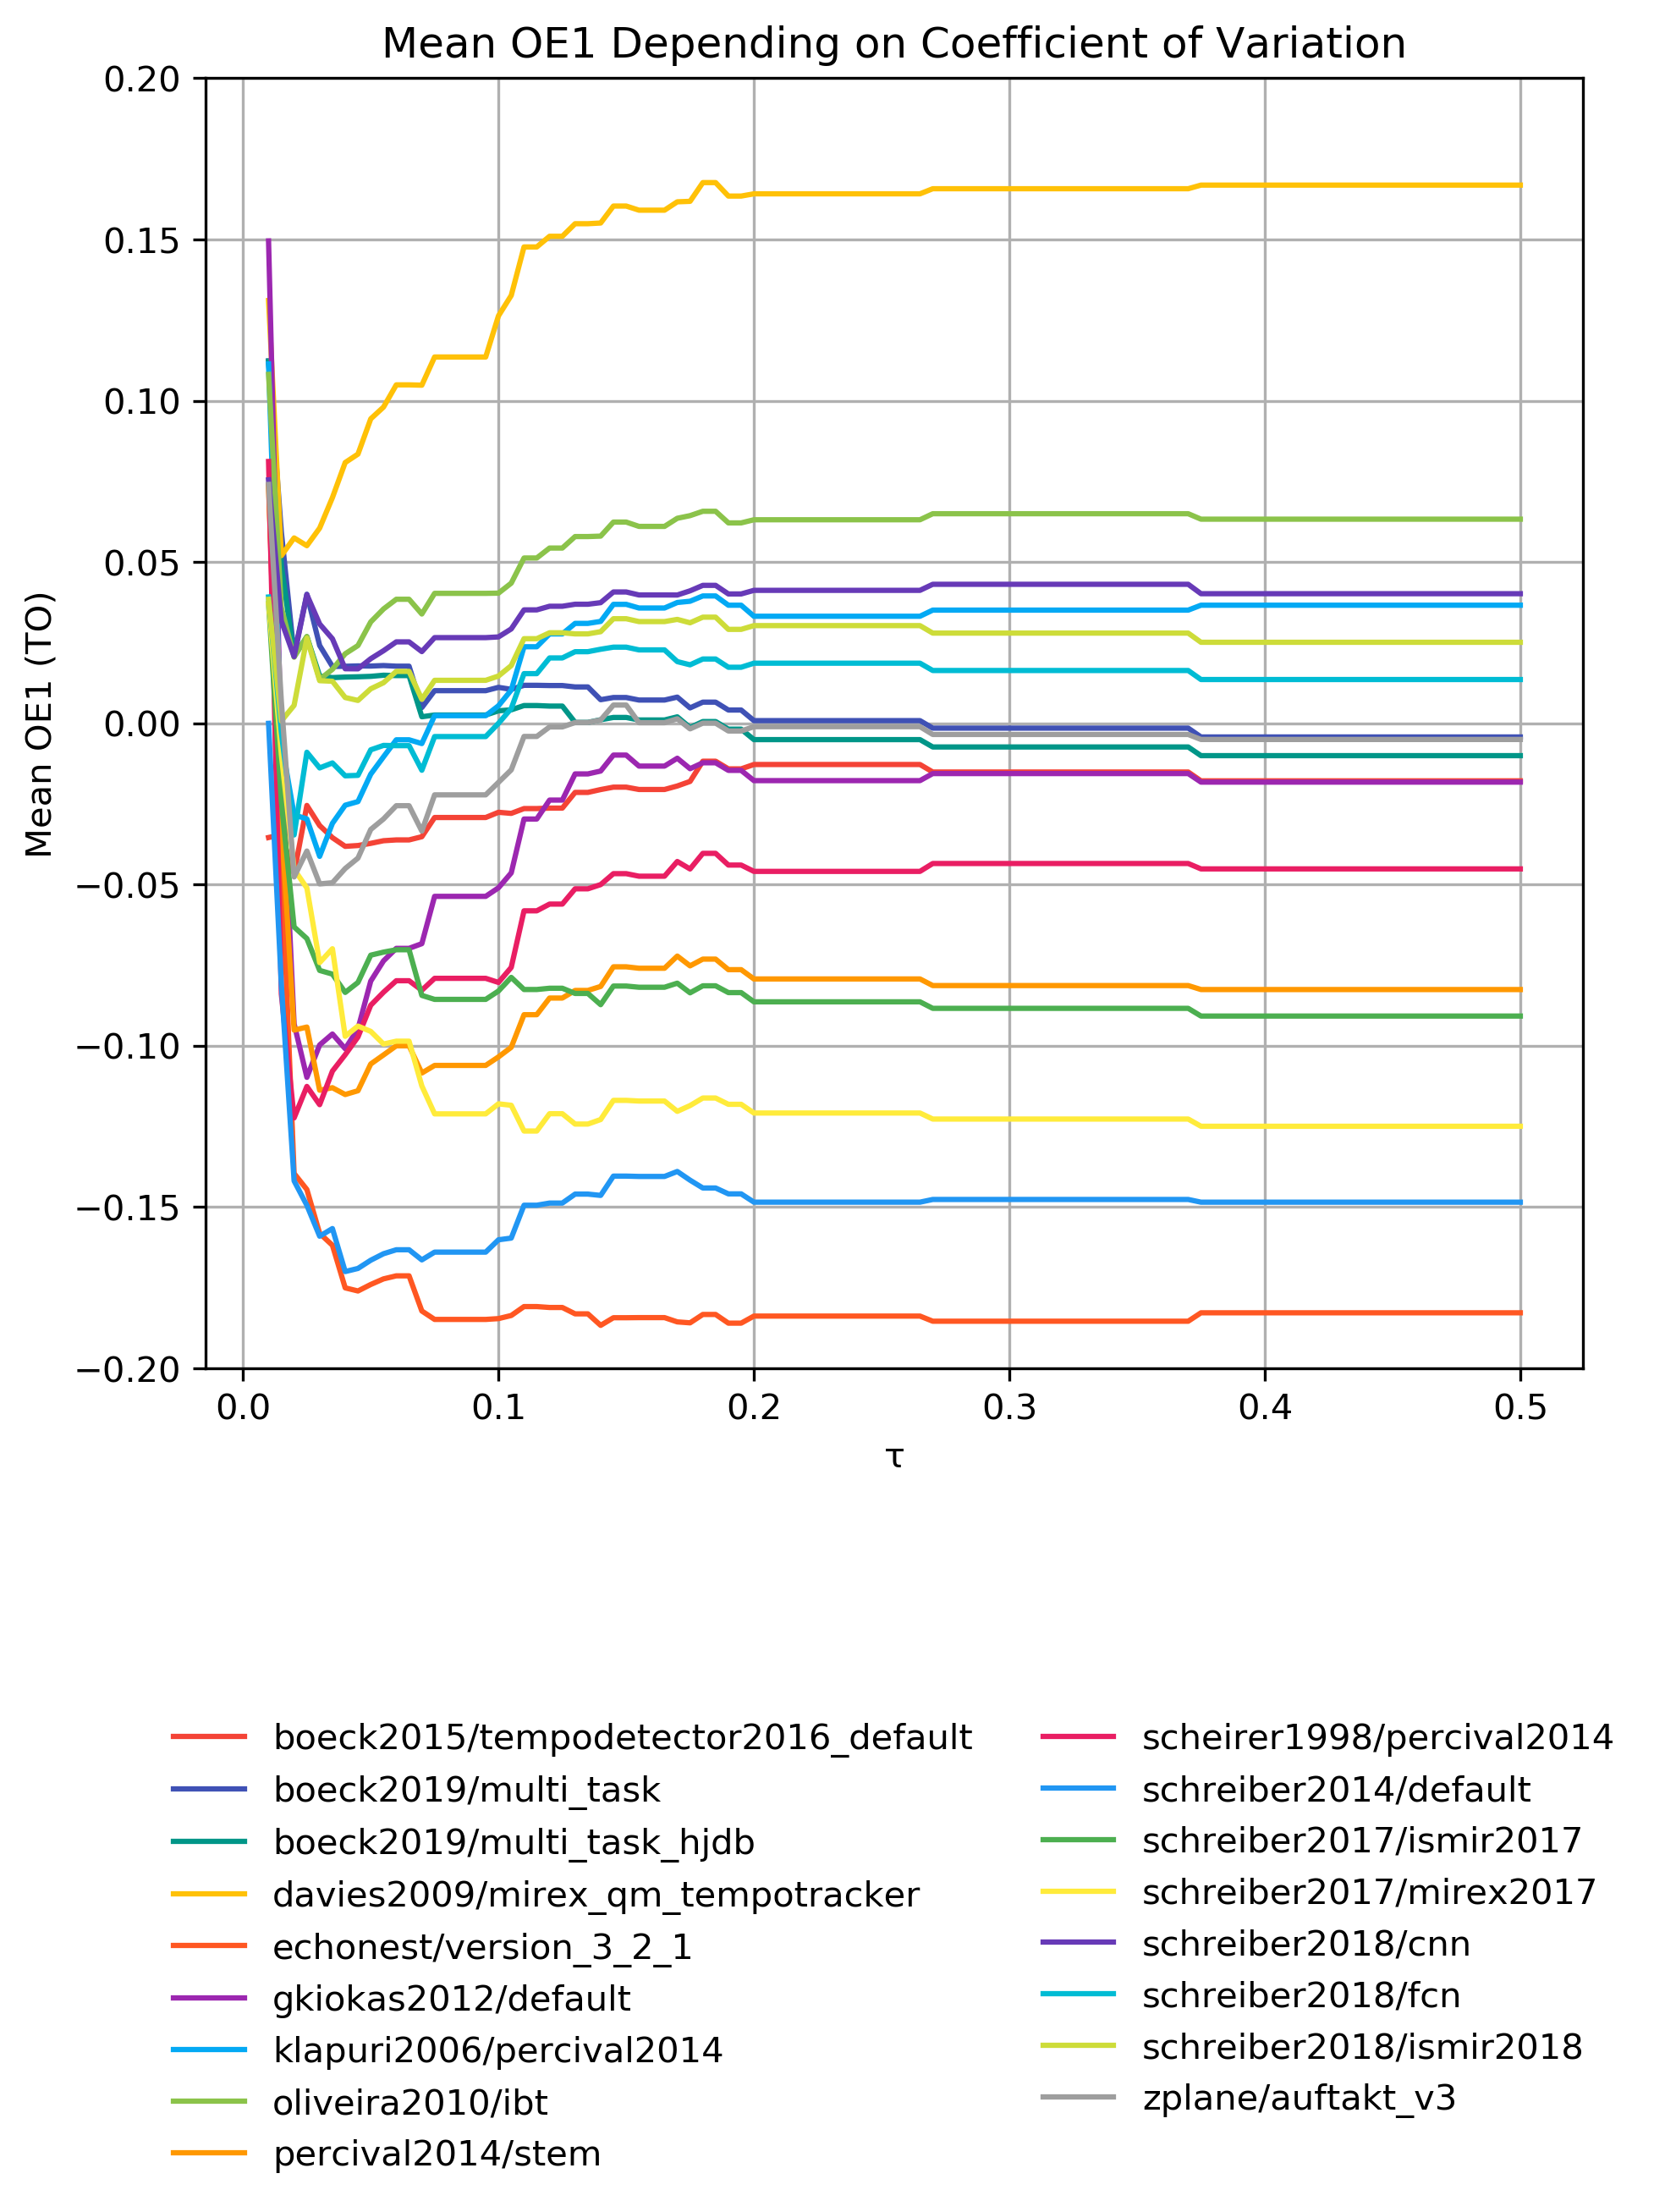 Mean OE1 Depending on Coefficient of Variation
0.20
0.15
0.10
0.05
0.00
−0.05
−0.10
−0.15
−0.20
Mean OE1 (TO)
0.0 0.1 0.2 0.3 0.4 0.5
τ
boeck2015/tempodetector2016_default
boeck2019/multi_task
boeck2019/multi_task_hjdb
davies2009/mirex_qm_tempotracker
echonest/version_3_2_1
gkiokas2012/default
klapuri2006/percival2014
oliveira2010/ibt
percival2014/stem
scheirer1998/percival2014
schreiber2014/default
schreiber2017/ismir2017
schreiber2017/mirex2017
schreiber2018/cnn
schreiber2018/fcn
schreiber2018/ismir2018
zplane/auftakt_v3